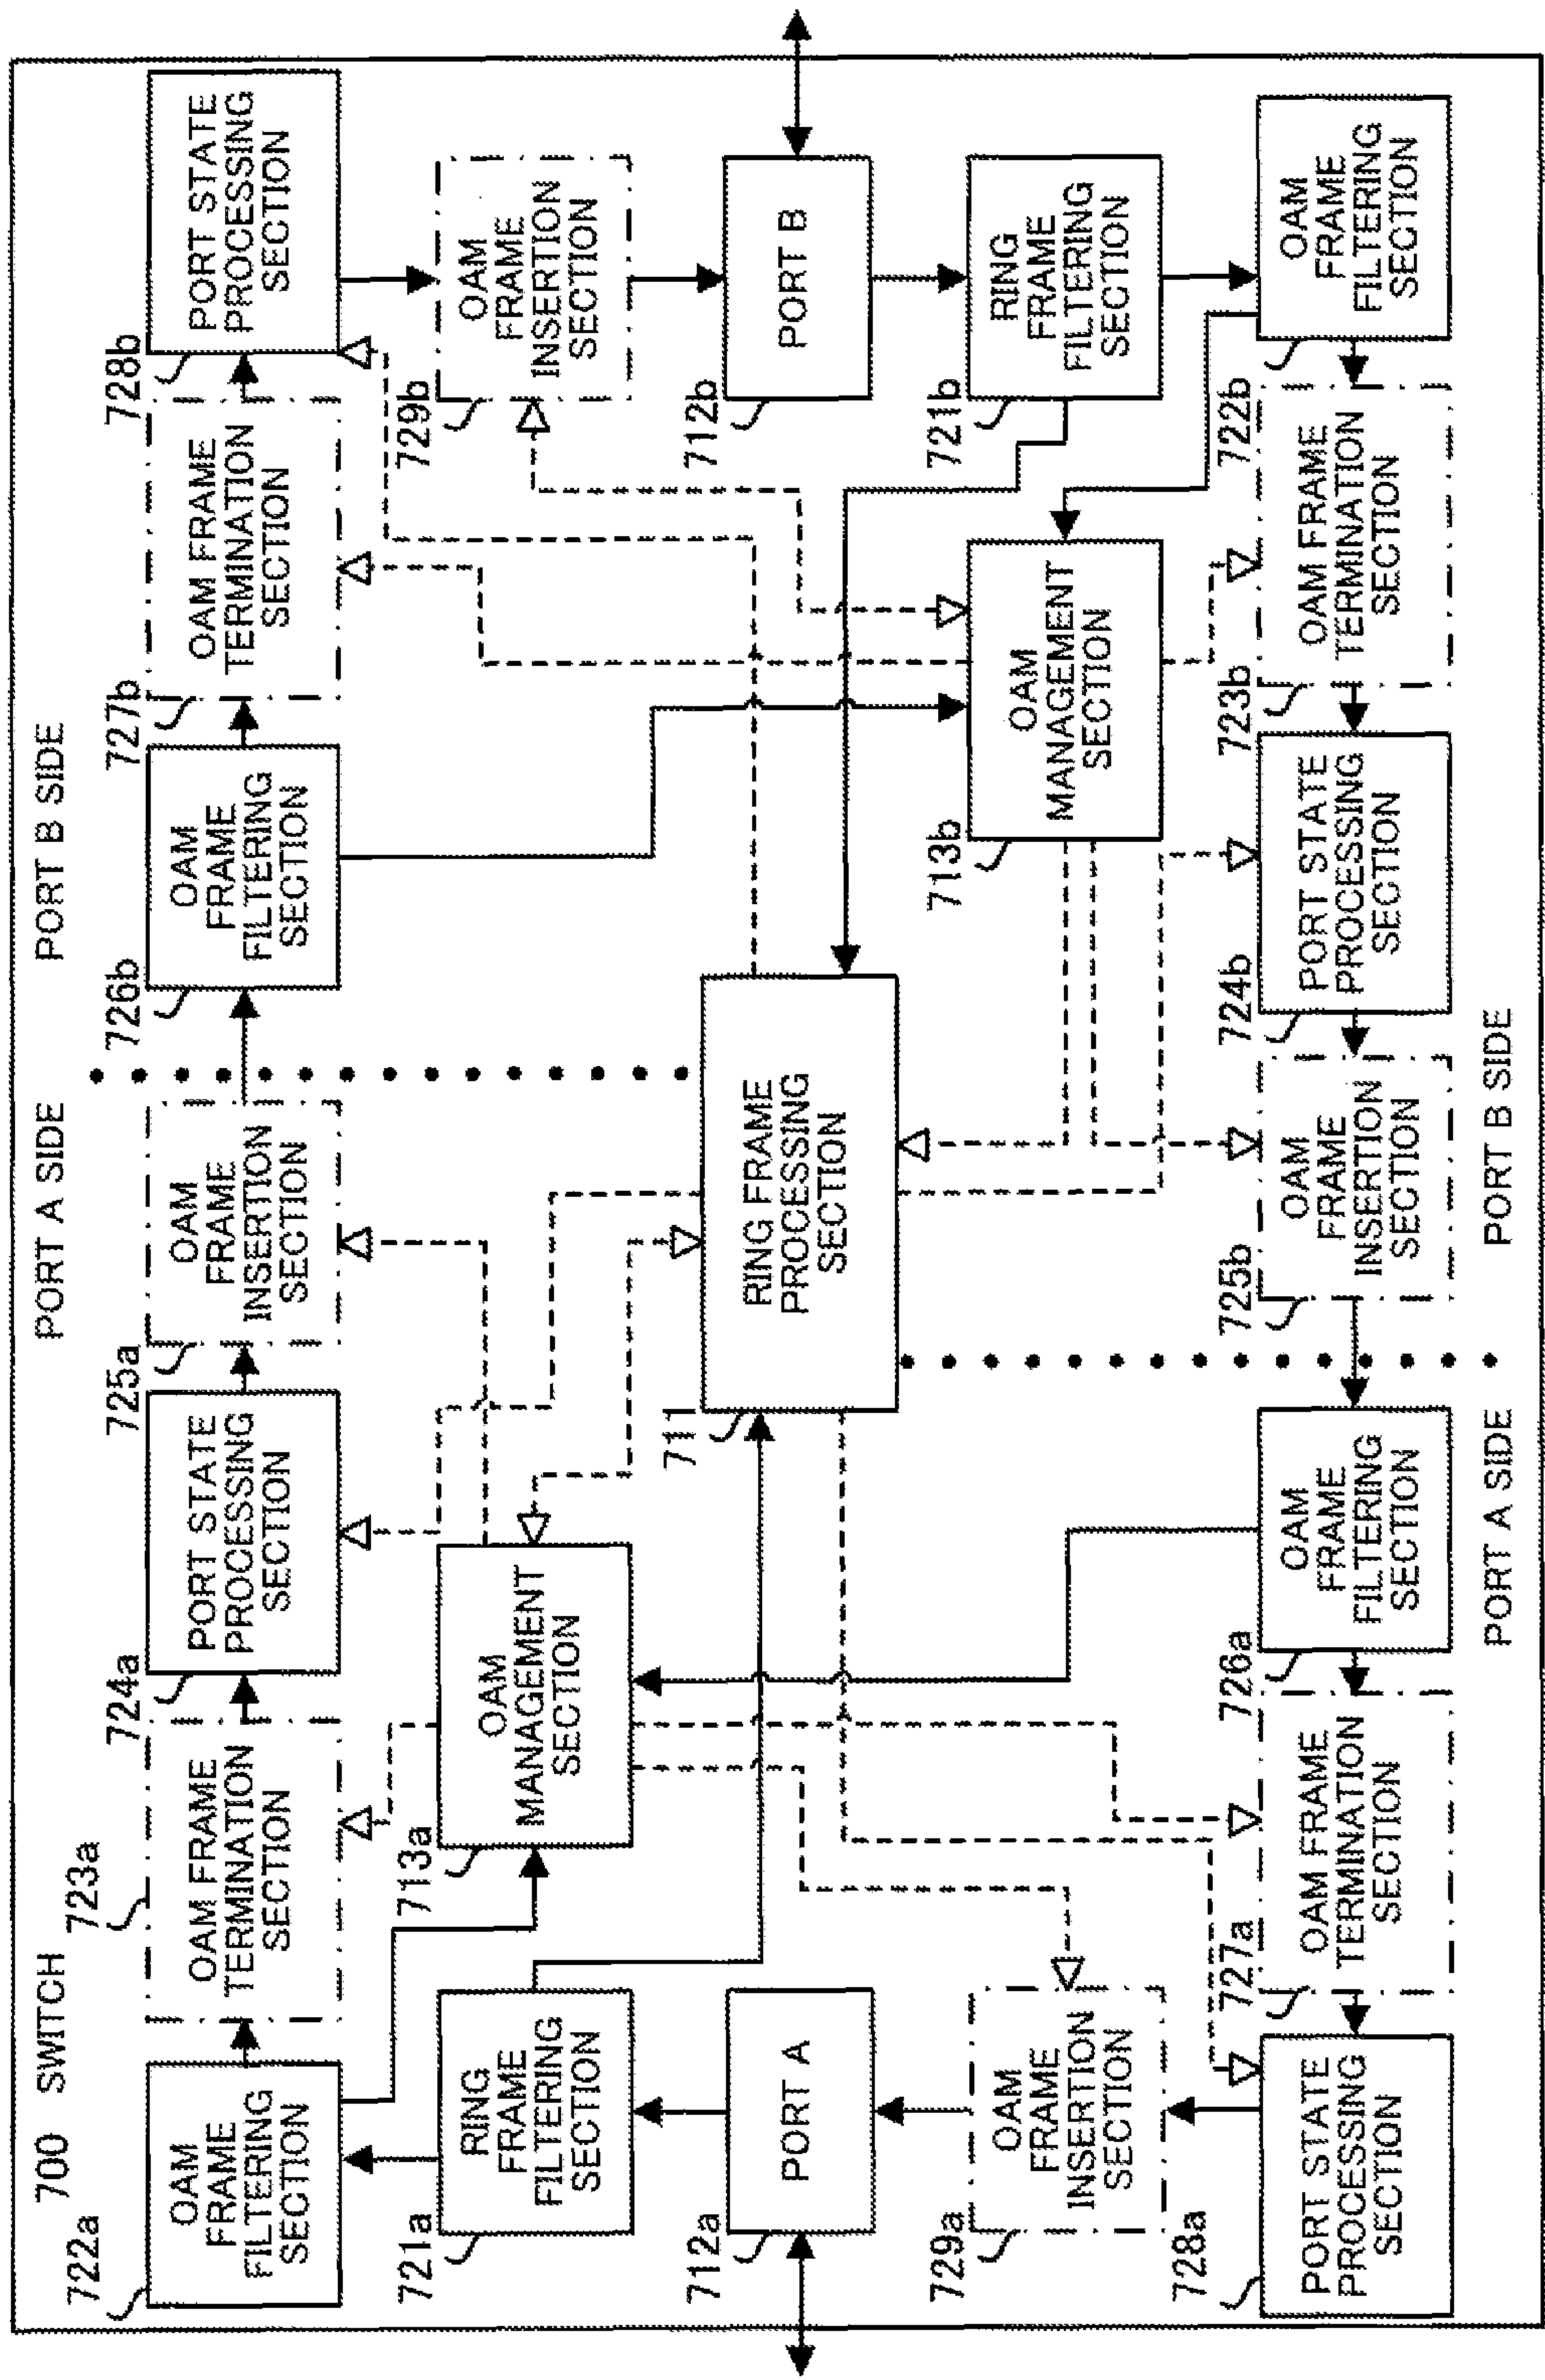 700 SWITCH
PORT A SIDE
PORT B SIDE
722a
OAM
FRAME
FILTERING
SECTION
723a
OAM FRAME
TERMINATION
SECTION
724a
PORT STATE
PROCESSING
SECTION
725a
OAM
FRAME
INSERTION
SECTION
726b
OAM
FRAME
FILTERING
SECTION
727b
OAM FRAME
TERMINATION
SECTION
728b
PORT STATE
PROCESSING
SECTION
721a
RING
FRAME
FILTERING
SECTION
713a
OAM
MANAGEMENT
SECTION
729b
OAM
FRAME
INSERTION
SECTION
712a
PORT A
711
RING FRAME
PROCESSING
SECTION
712b
PORT B
729a
OAM
FRAME
INSERTION
SECTION
713b
OAM
MANAGEMENT
SECTION
721b
RING
FRAME
FILTERING
SECTION
728a
PORT STATE
PROCESSING
SECTION
727a
OAM FRAME
TERMINATION
SECTION
726a
OAM
FRAME
FILTERING
SECTION
725b
OAM
FRAME
INSERTION
SECTION
724b
PORT STATE
PROCESSING
SECTION
723b
OAM FRAME
TERMINATION
SECTION
722b
OAM
FRAME
FILTERING
SECTION
PORT A SIDE
PORT B SIDE